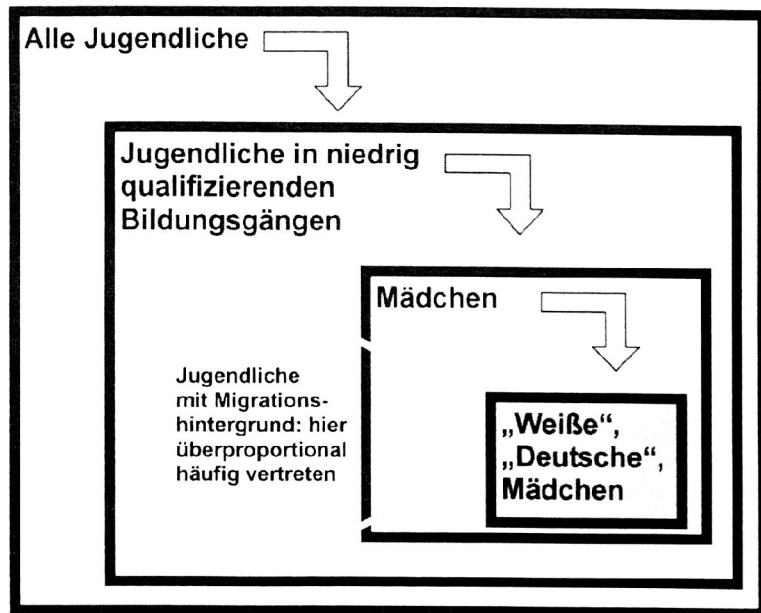 Alle Jugendliche
Jugendliche in niedrig
qualifizierenden
Bildungsgängen
Mädchen
Jugendliche
mit Migrations-
hintergrund: hier
überproportional
häufig vertreten
„Weiße“,
„Deutsche“,
Mädchen